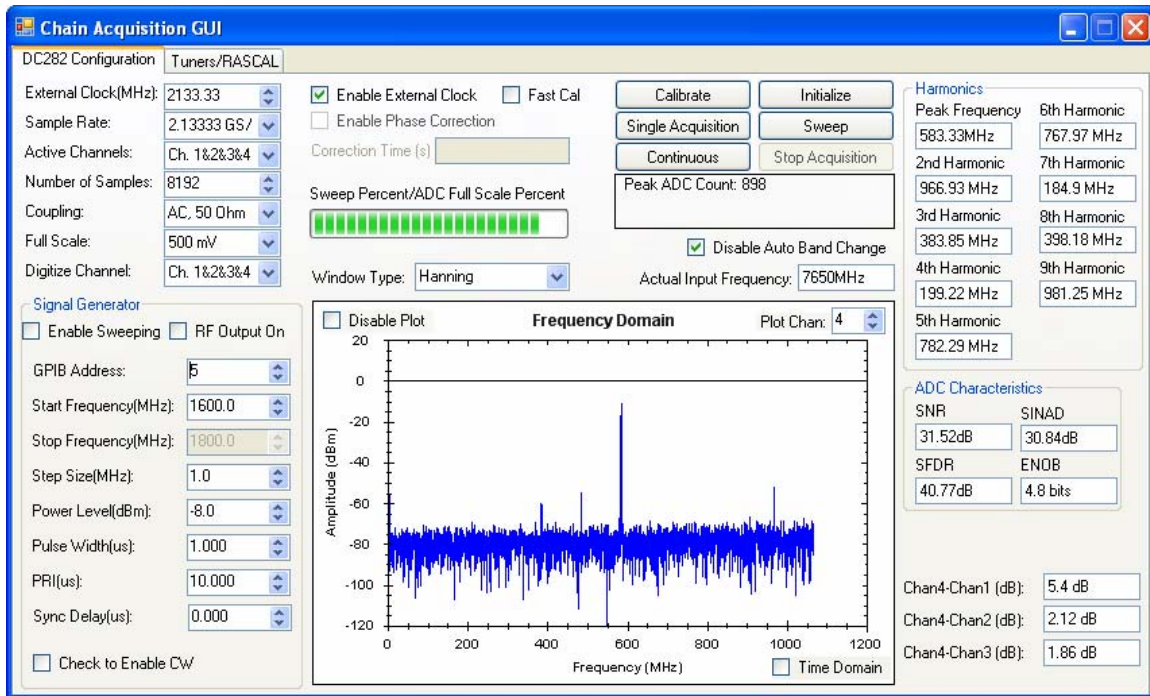 Chain Acquisition GUI
DC282 Configuration
Tuners/RASCAL
External Clock(MHz): 2133.33
Sample Rate: 2.13333 GS/
Active Channels: Ch. 1&2&3&4
Number of Samples: 8192
Coupling: AC, 50 Ohm
Full Scale: 500 mV
Digitize Channel: Ch. 1&2&3&4
Signal Generator
Enable Sweeping RF Output On
GPIB Address: 5
Start Frequency(MHz): 1600.0
Stop Frequency(MHz): 1800.0
Step Size(MHz): 1.0
Power Level(dBm): -8.0
Pulse Width(us): 1.000
PRI(us): 10.000
Sync Delay(us): 0.000
Check to Enable CW
Enable External Clock Fast Cal
Enable Phase Correction
Correction Time (s)
Sweep Percent/ADC Full Scale Percent
Window Type: Hanning
Calibrate Initialize
Single Acquisition Sweep
Continuous Stop Acquisition
Peak ADC Count: 898
Disable Auto Band Change
Actual Input Frequency: 7650MHz
Disable Plot Frequency Domain Plot Chan: 4
20
0
-20
-40
-60
-80
-100
-120
Amplitude (dBm)
0 200 400 600 800 1000 1200
Frequency (MHz)
Time Domain
Harmonics
Peak Frequency 6th Harmonic
583.33MHz 767.97 MHz
2nd Harmonic 7th Harmonic
966.93 MHz 184.9 MHz
3rd Harmonic 8th Harmonic
383.85 MHz 398.18 MHz
4th Harmonic 9th Harmonic
199.22 MHz 981.25 MHz
5th Harmonic
782.29 MHz
ADC Characteristics
SNR SINAD
31.52dB 30.84dB
SFDR ENOB
40.77dB 4.8 bits
Chan4-Chan1 (dB): 5.4 dB
Chan4-Chan2 (dB): 2.12 dB
Chan4-Chan3 (dB): 1.86 dB